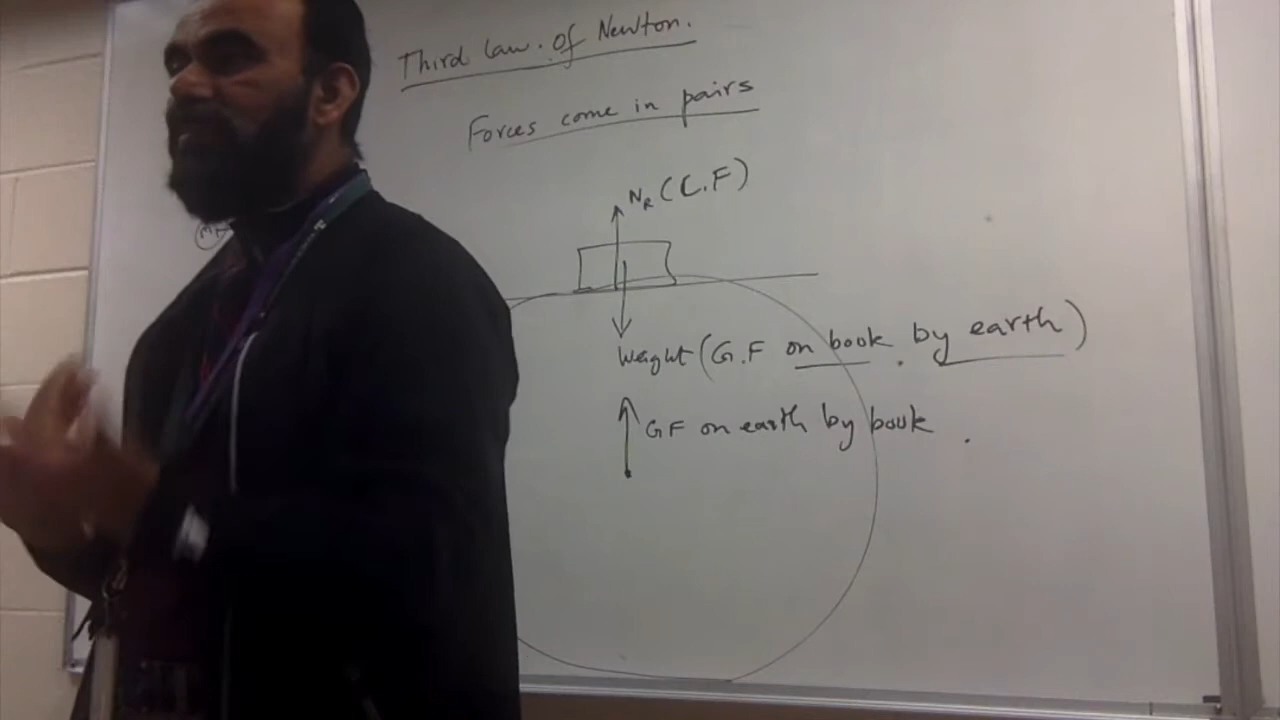 Third law. of Newton.
Forces come in pairs
NR (C.F)
Weight (G.F on book by earth)
GF on earth by book.